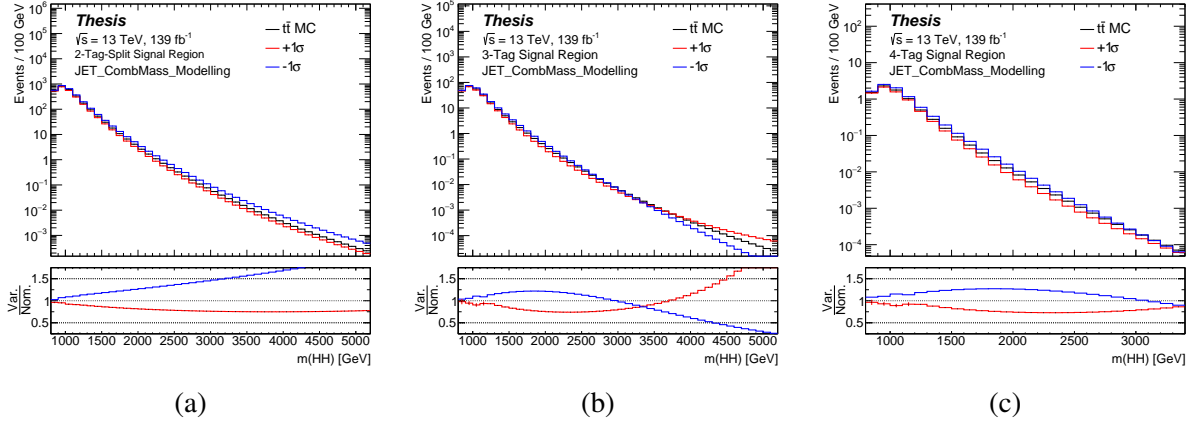 Thesis
√s = 13 TeV, 139 fb⁻¹
2-Tag-Split Signal Region
JET_CombMass_Modelling
tt̄ MC
+1σ
-1σ
Events / 100 GeV
10⁶
10⁵
10⁴
10³
10²
10
1
10⁻¹
10⁻²
10⁻³
Var.
Nom.
1.5
1
0.5
1000 1500 2000 2500 3000 3500 4000 4500 5000
m(HH) [GeV]
(a)
Thesis
√s = 13 TeV, 139 fb⁻¹
3-Tag Signal Region
JET_CombMass_Modelling
tt̄ MC
+1σ
-1σ
Events / 100 GeV
10⁵
10⁴
10³
10²
10
1
10⁻¹
10⁻²
10⁻³
10⁻⁴
Var.
Nom.
1.5
1
0.5
1000 1500 2000 2500 3000 3500 4000 4500 5000
m(HH) [GeV]
(b)
Thesis
√s = 13 TeV, 139 fb⁻¹
4-Tag Signal Region
JET_CombMass_Modelling
tt̄ MC
+1σ
-1σ
Events / 100 GeV
10²
10
1
10⁻¹
10⁻²
10⁻³
10⁻⁴
Var.
Nom.
1.5
1
0.5
1000 1500 2000 2500 3000
m(HH) [GeV]
(c)